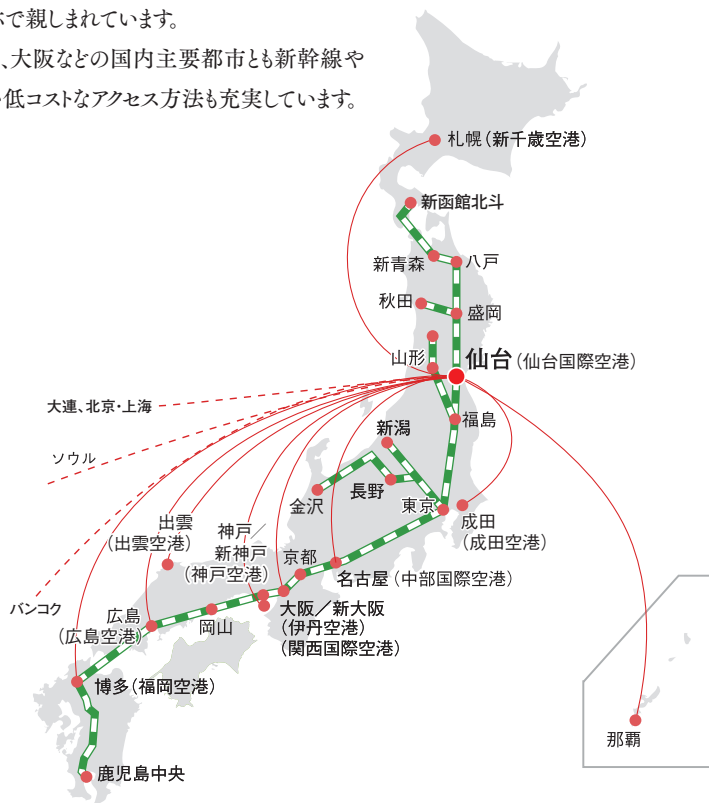 で親しまれています。
、大阪などの国内主要都市とも新幹線や
低コストなアクセス方法も充実しています。
札幌(新千歳空港)
新函館北斗
新青森
八戸
秋田
盛岡
山形
仙台(仙台国際空港)
大連、北京・上海
福島
新潟
ソウル
長野
金沢
東京
成田
(成田空港)
出雲
(出雲空港)
神戸/
新神戸
(神戸空港)
京都
名古屋(中部国際空港)
バンコク
広島
(広島空港)
岡山
大阪/新大阪
(伊丹空港)
(関西国際空港)
博多(福岡空港)
那覇
鹿児島中央